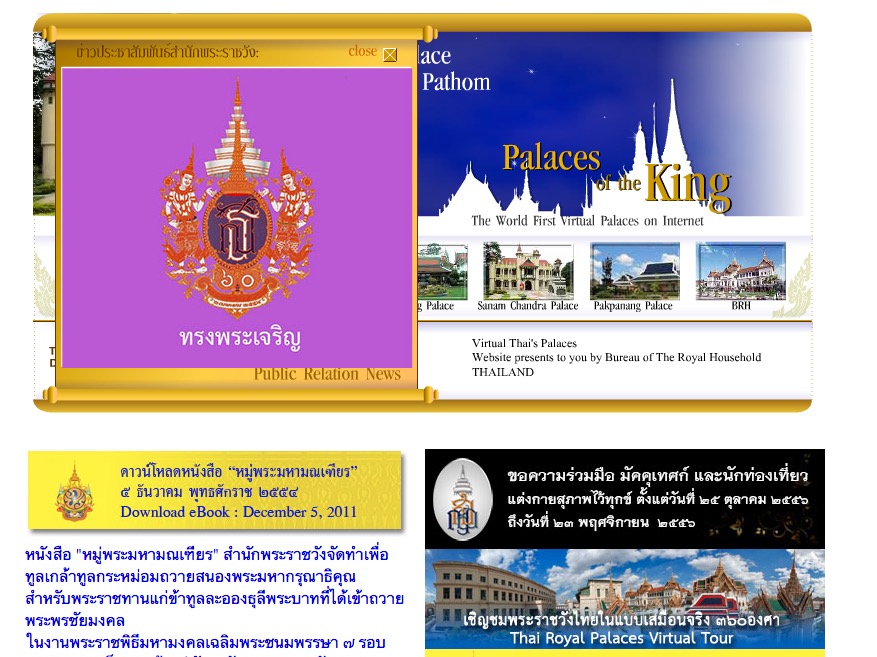 ข่าวประชาสัมพันธ์สำนักพระราชวัง:
close
ทรงพระเจริญ
Public Relation News
lace
Pathom
Palaces
of the King
The World First Virtual Palaces on Internet
g Palace
Sanam Chandra Palace
Pakpanang Palace
BRH
Virtual Thai's Palaces
Website presents to you by Bureau of The Royal Household
THAILAND
ดาวน์โหลดหนังสือ “หมู่พระมหามณเฑียร”
๕ ธันวาคม พุทธศักราช ๒๕๕๔
Download eBook : December 5, 2011
หนังสือ "หมู่พระมหามณเฑียร" สำนักพระราชวังจัดทำเพื่อ
ทูลเกล้าทูลกระหม่อมถวายสนองพระมหากรุณาธิคุณ
สำหรับพระราชทานแก่ข้าทูลละอองธุลีพระบาทที่ได้เข้าถวาย
พระพรชัยมงคล
ในงานพระราชพิธีมหามงคลเฉลิมพระชนมพรรษา ๗ รอบ
ขอความร่วมมือ มัคคุเทศก์ และนักท่องเที่ยว
แต่งกายสุภาพไว้ทุกข์ ตั้งแต่วันที่ ๒๕ ตุลาคม ๒๕๕๖
ถึงวันที่ ๒๓ พฤศจิกายน ๒๕๕๖
เชิญชมพระราชวังไทยในแบบเสมือนจริง ๓๖๐องศา
Thai Royal Palaces Virtual Tour